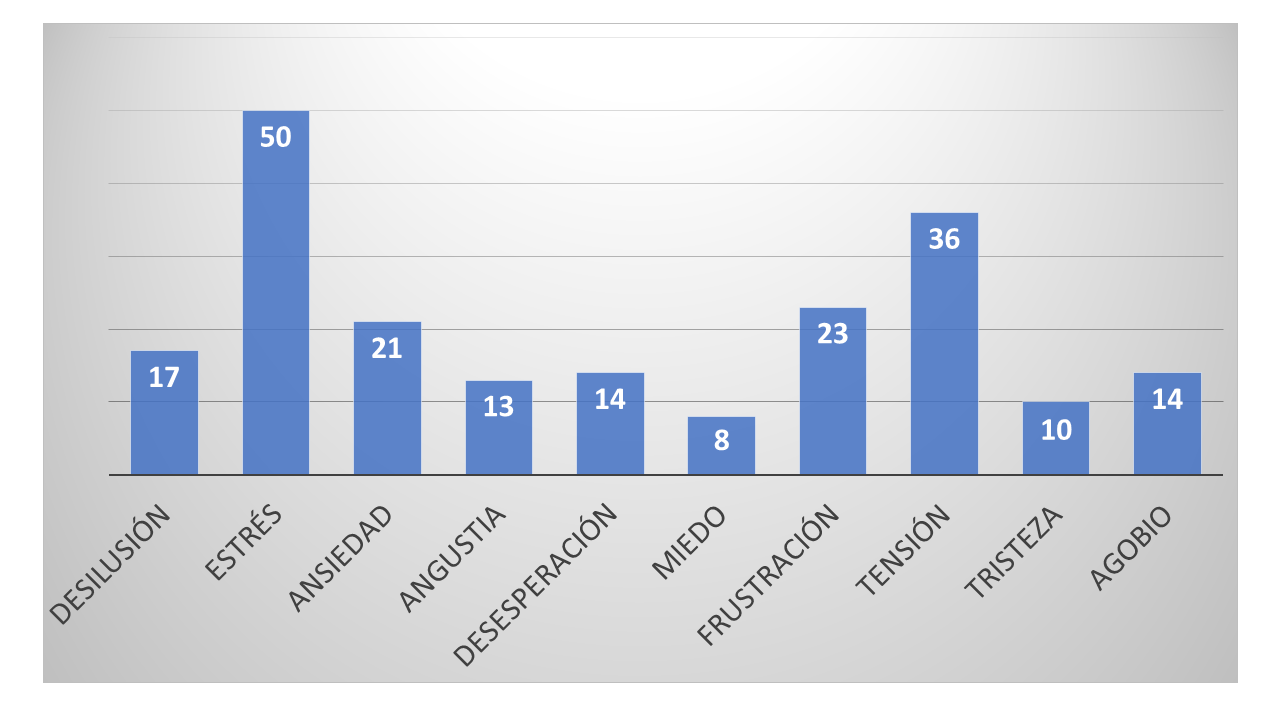 50
36
23
21
17
14
14
13
10
8
DESILUSIÓN
ESTRÉS
ANSIEDAD
ANGUSTIA
DESESPERACIÓN
MIEDO
FRUSTRACIÓN
TENSIÓN
TRISTEZA
AGOBIO